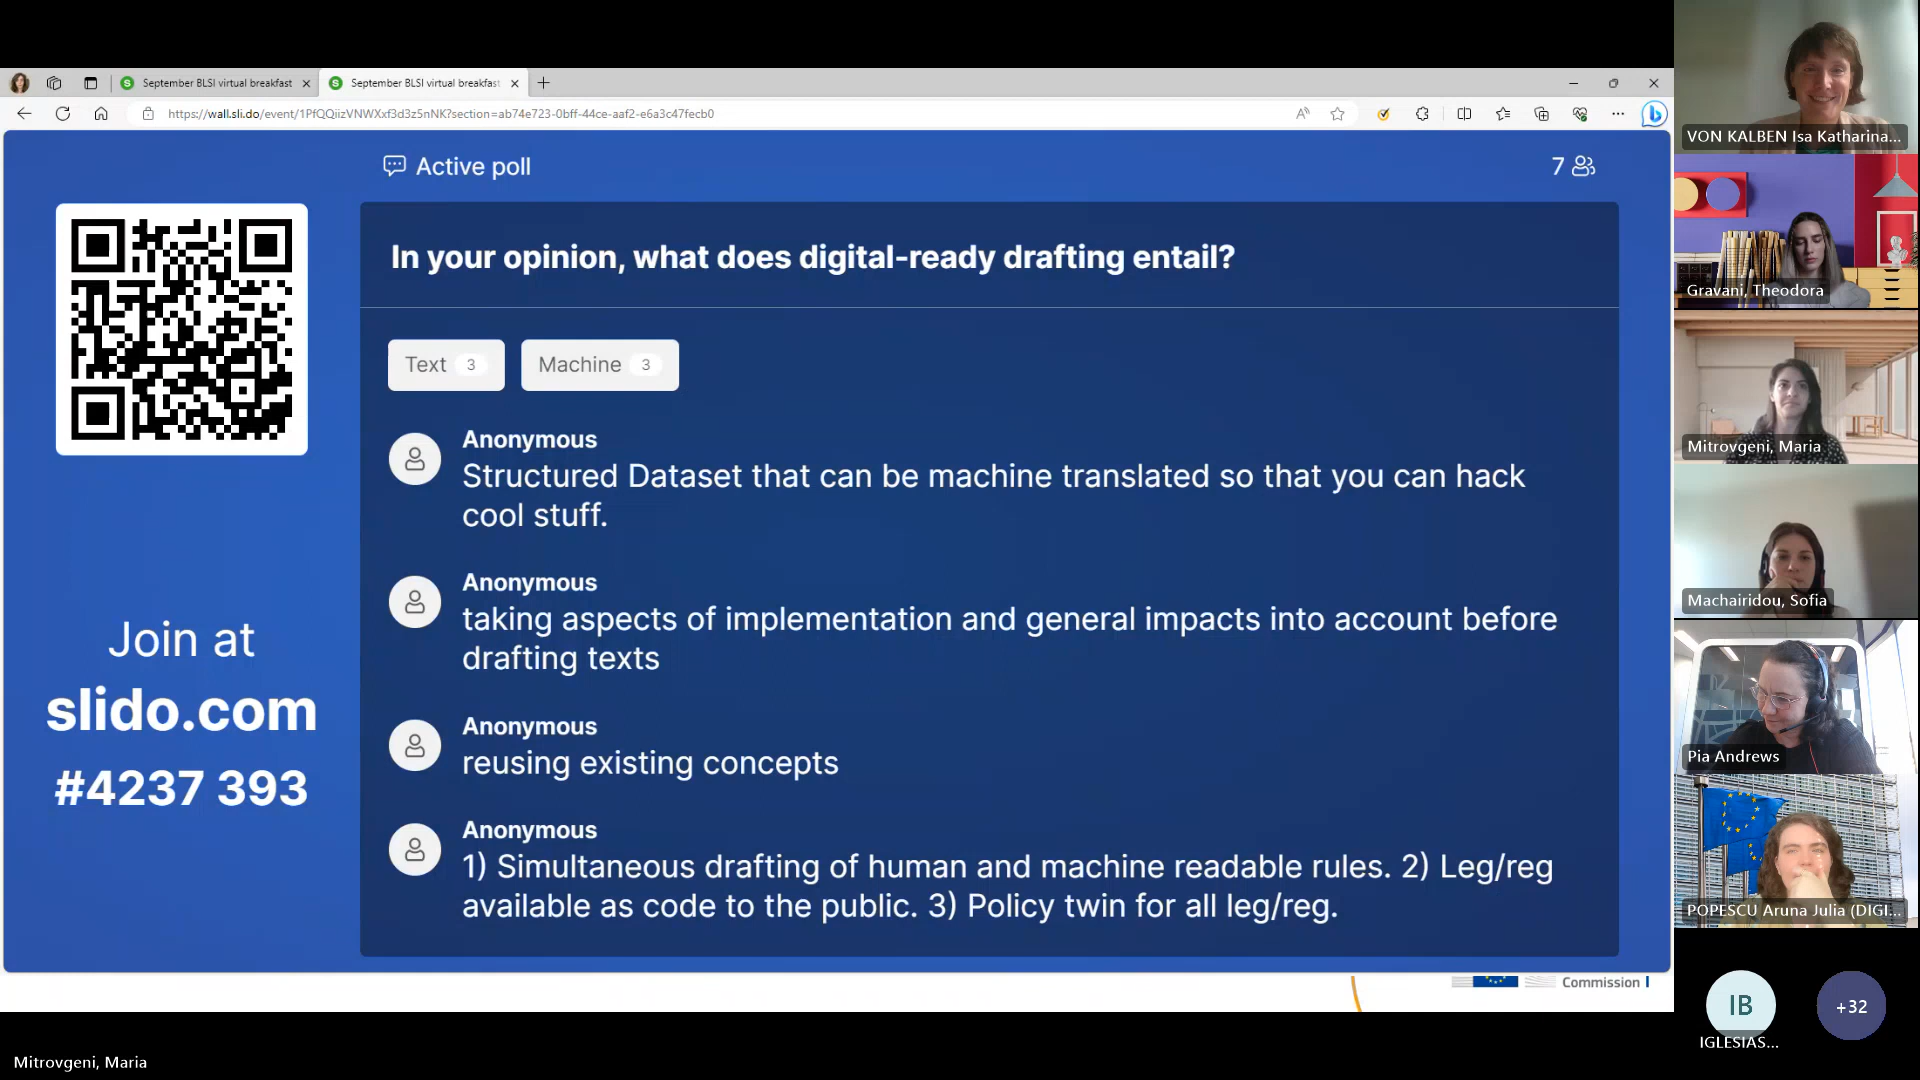 September BLSI virtual breakfast
September BLSI virtual breakfast
https://wall.sli.do/event/1PfQQiizVNWXxf3d3z5nNK?section=ab74e723-0bff-44ce-aaf2-e6a3c47fecb0
Active poll
7
In your opinion, what does digital-ready drafting entail?
Text 3
Machine 3
Anonymous
Structured Dataset that can be machine translated so that you can hack
cool stuff.
Anonymous
taking aspects of implementation and general impacts into account before
drafting texts
Anonymous
reusing existing concepts
Anonymous
1) Simultaneous drafting of human and machine readable rules. 2) Leg/reg
available as code to the public. 3) Policy twin for all leg/reg.
Join at
slido.com
#4237 393
Commission
VON KALBEN Isa Katharina...
Gravani, Theodora
Mitrovgeni, Maria
Machairidou, Sofia
Pia Andrews
POPESCU Aruna Julia (DIGI...
IB
IGLESIAS...
+32
Mitrovgeni, Maria